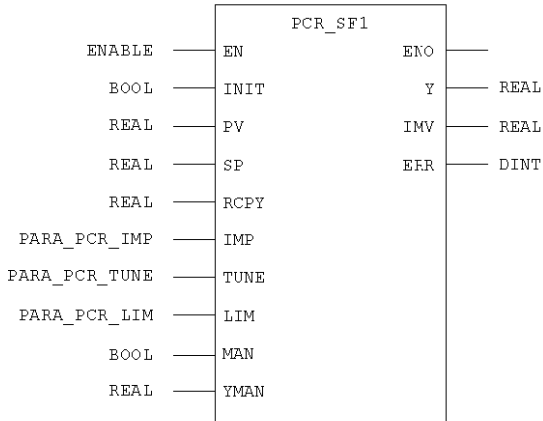 PCR_SF1
ENABLE EN ENO
BOOL INIT Y REAL
REAL PV IMV REAL
REAL SP ERR DINT
REAL RCPY
PARA_PCR_IMP IMP
PARA_PCR_TUNE TUNE
PARA_PCR_LIM LIM
BOOL MAN
REAL YMAN